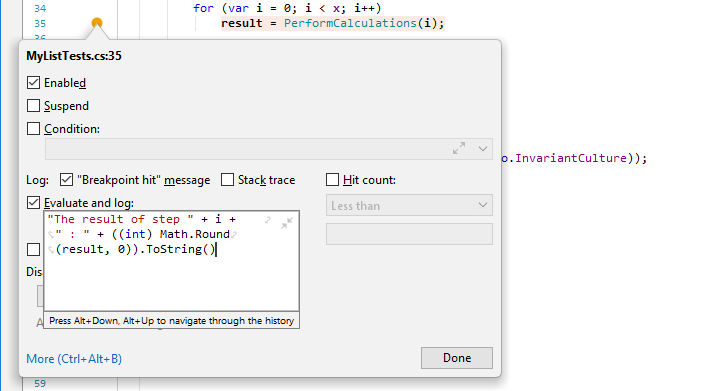 34 for (var i = 0; i < x; i++)
35 result = PerformCalculations(i);
MyListTests.cs:35
Enabled
Suspend
Condition:
o.InvariantCulture));
Log: "Breakpoint hit" message Stack trace Hit count:
Evaluate and log: Less than
"The result of step " + i +
" : " + ((int) Math.Round
(result, 0)).ToString()
Press Alt+Down, Alt+Up to navigate through the history
More (Ctrl+Alt+B) Done
59